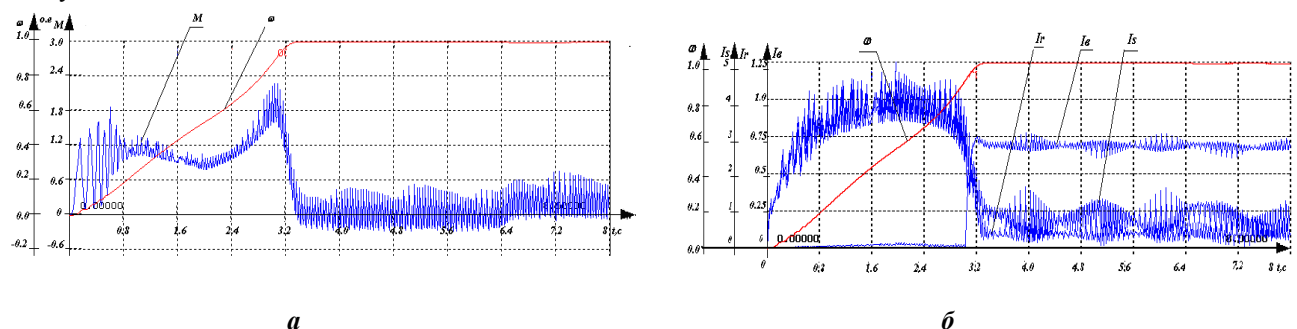 ω о.е M M ω
1.0 3.0
0.8 2.4
0.6 1.8
0.4 1.2
0.2 0.6
0.0 0 0.00000
-0.2 -0.6 0,8 1.6 2.4 3.2 4.0 4.8 5.6 6.4 7.2 8 t,c
а
ω Is Ir Iв ω Ir Iв Is
1.0 5 1.25
0.8 4 1.0
0.6 3 0.75
0.4 2 0.5
0.2 1 0.25
0.0 0 0 0.00000
0 0,8 1.6 2,4 3,2 4.0 4.8 5,6 6.4 7.2 8 t,c
б